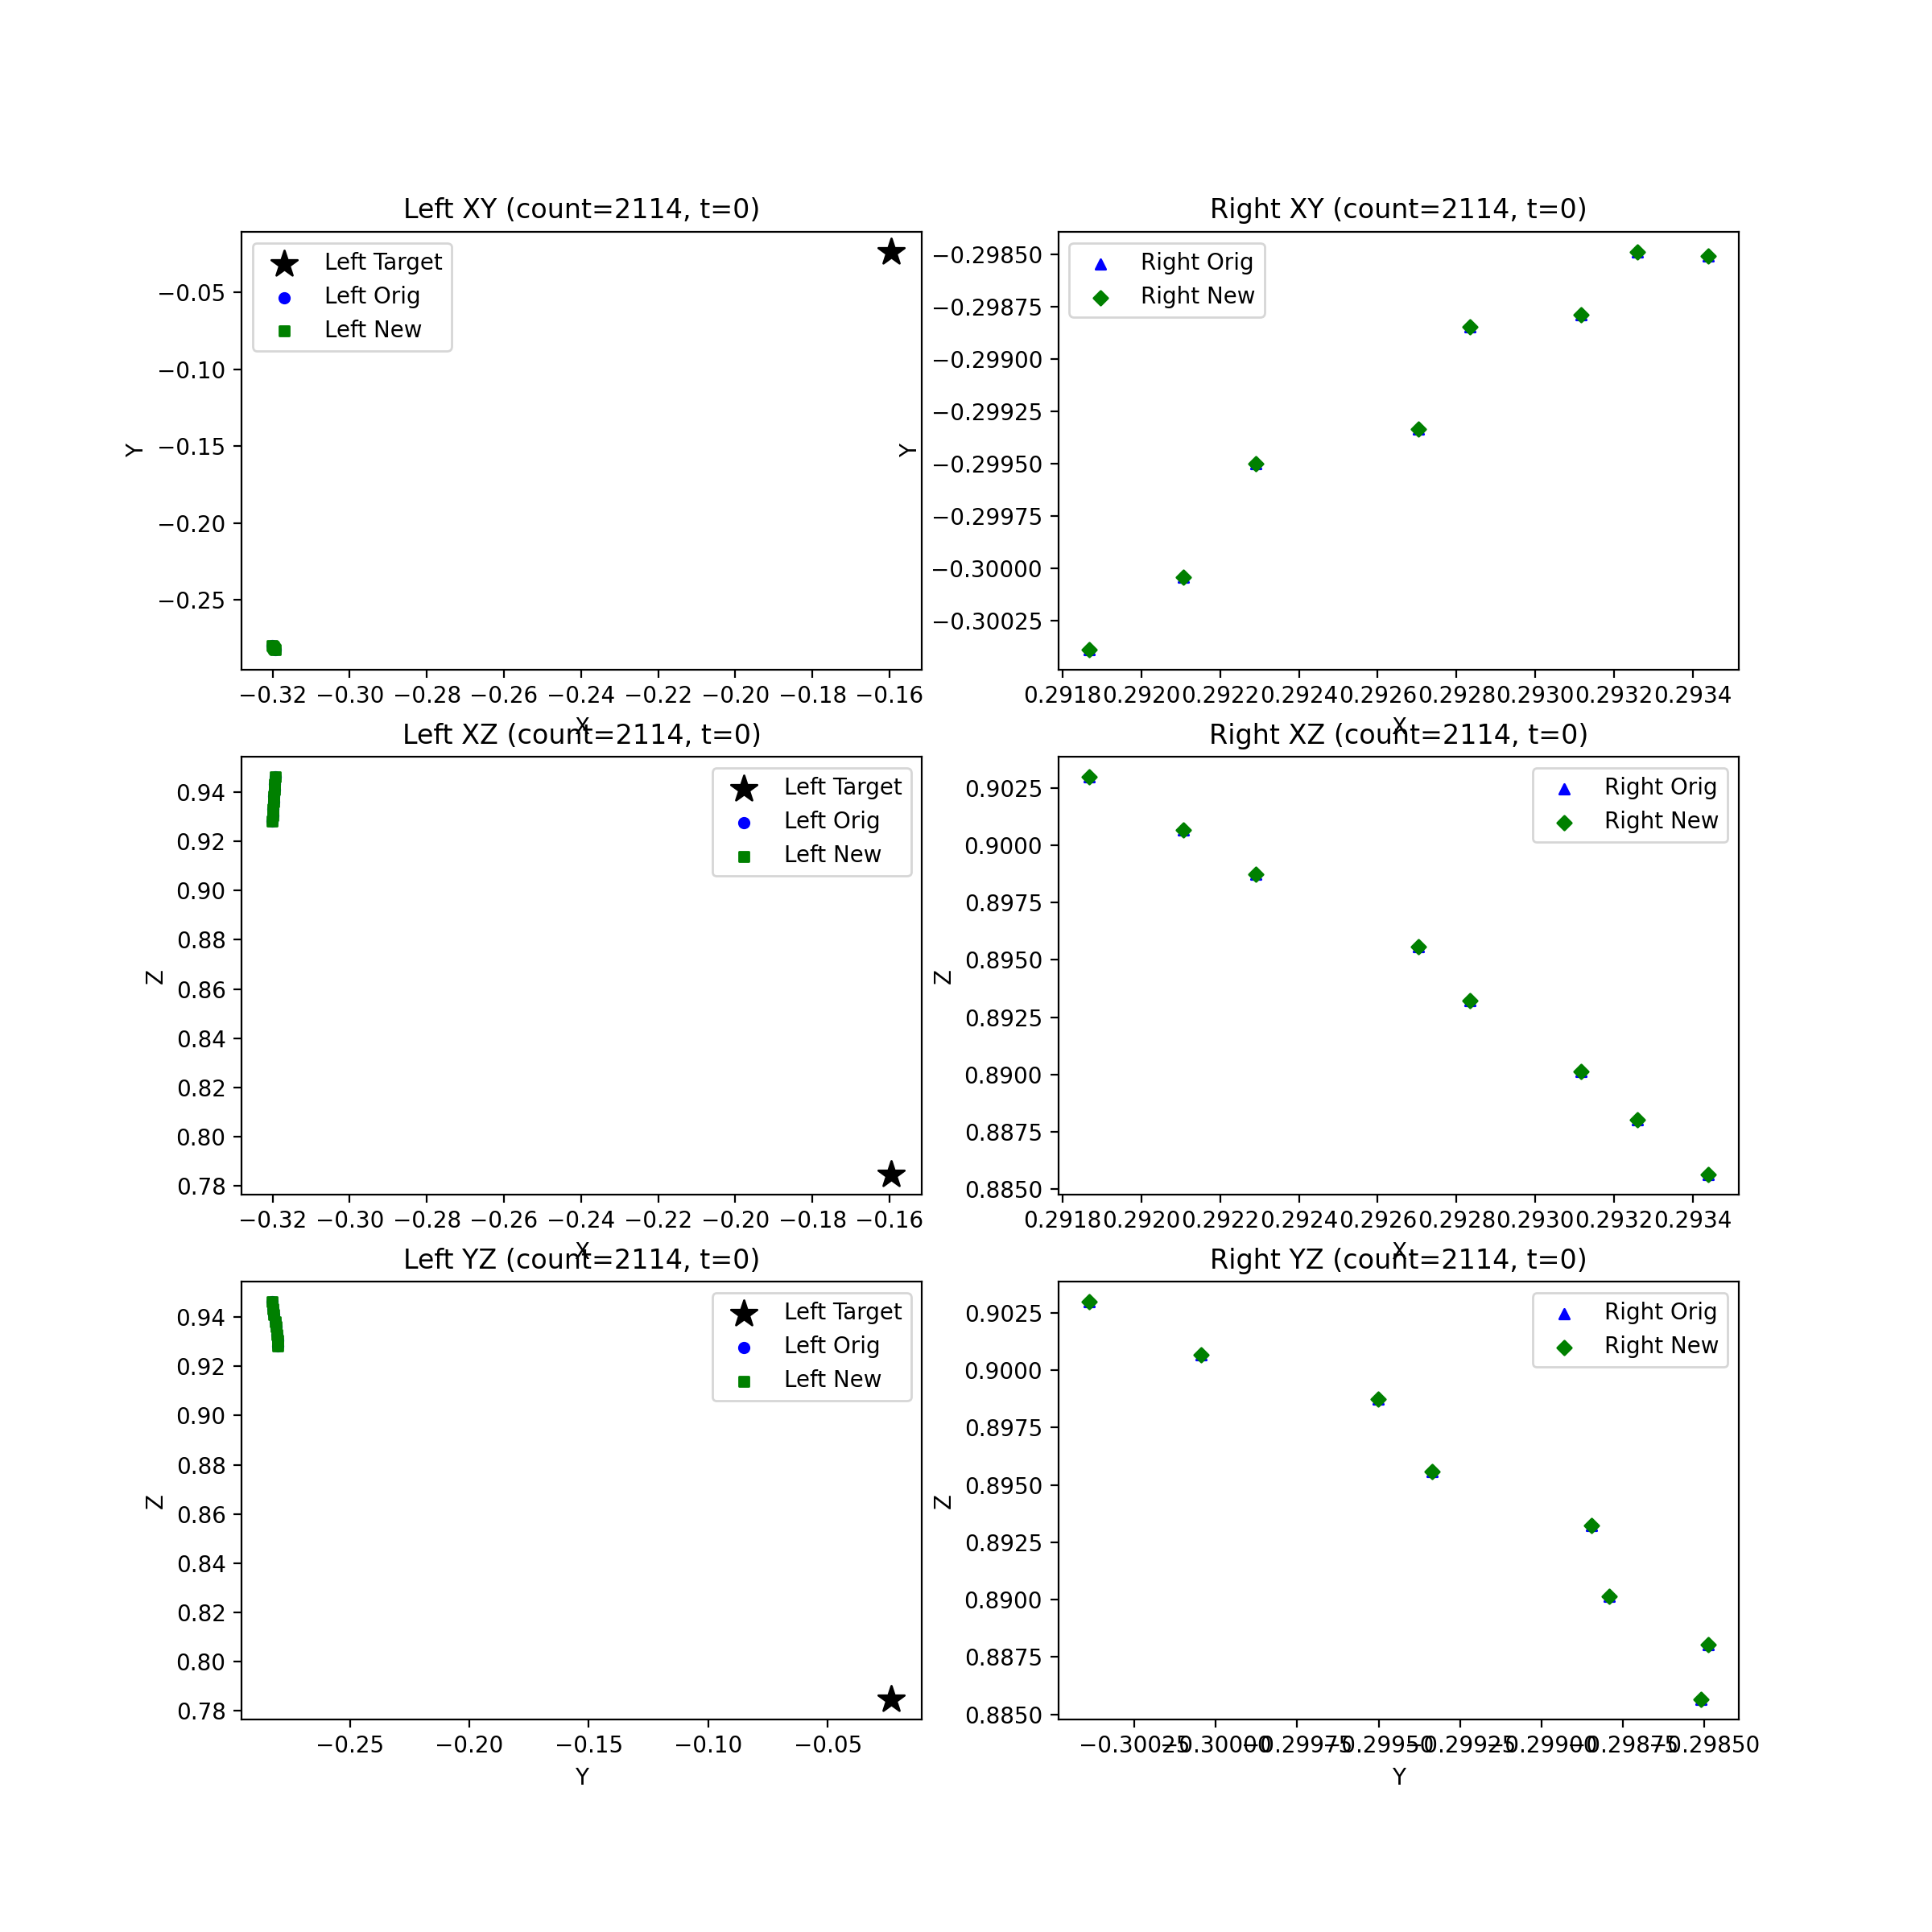 Left XY (count=2114, t=0)
Left Target
Left Orig
Left New
−0.05
−0.10
−0.15
−0.20
−0.25
Y
−0.32 −0.30 −0.28 −0.26 −0.24 −0.22 −0.20 −0.18 −0.16
X
Right XY (count=2114, t=0)
Right Orig
Right New
−0.29850
−0.29875
−0.29900
−0.29925
−0.29950
−0.29975
−0.30000
−0.30025
Y
0.2918 0.2920 0.2922 0.2924 0.2926 0.2928 0.2930 0.2932 0.2934
X
Left XZ (count=2114, t=0)
Left Target
Left Orig
Left New
0.94
0.92
0.90
0.88
0.86
0.84
0.82
0.80
0.78
Z
−0.32 −0.30 −0.28 −0.26 −0.24 −0.22 −0.20 −0.18 −0.16
X
Right XZ (count=2114, t=0)
Right Orig
Right New
0.9025
0.9000
0.8975
0.8950
0.8925
0.8900
0.8875
0.8850
Z
0.2918 0.2920 0.2922 0.2924 0.2926 0.2928 0.2930 0.2932 0.2934
X
Left YZ (count=2114, t=0)
Left Target
Left Orig
Left New
0.94
0.92
0.90
0.88
0.86
0.84
0.82
0.80
0.78
Z
−0.25 −0.20 −0.15 −0.10 −0.05
Y
Right YZ (count=2114, t=0)
Right Orig
Right New
0.9025
0.9000
0.8975
0.8950
0.8925
0.8900
0.8875
0.8850
Z
−0.30025 −0.30000 −0.29975 −0.29950 −0.29925 −0.29900 −0.29875 −0.29850
Y